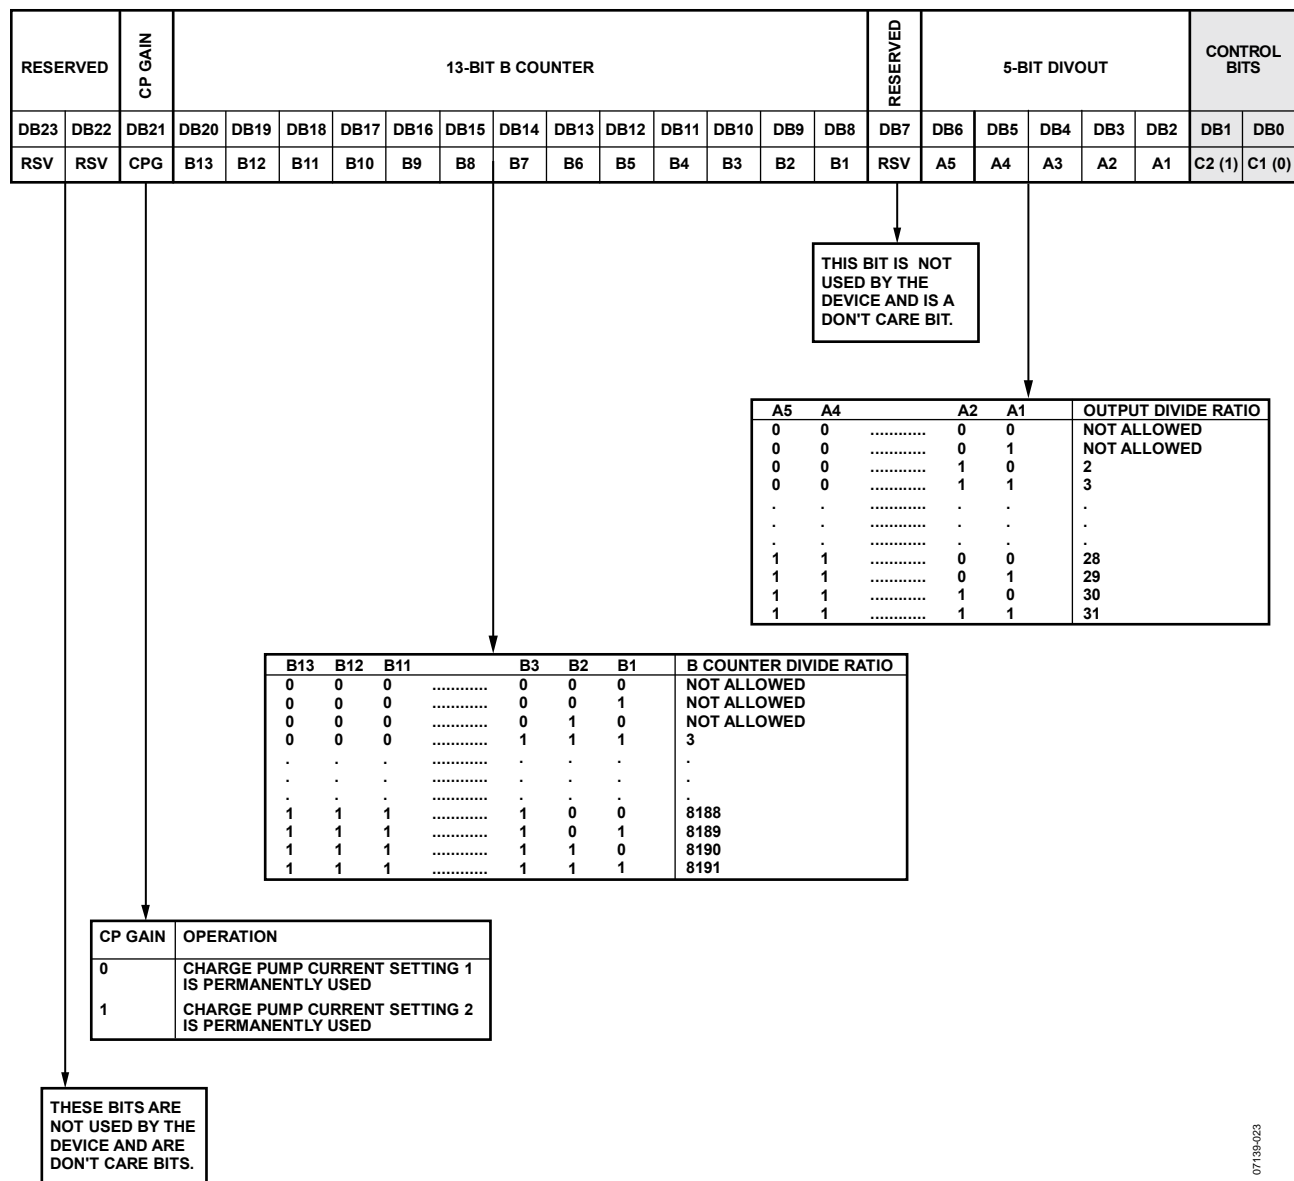 RESERVED CP GAIN 13-BIT B COUNTER RESERVED 5-BIT DIVOUT CONTROL BITS
DB23 DB22 DB21 DB20 DB19 DB18 DB17 DB16 DB15 DB14 DB13 DB12 DB11 DB10 DB9 DB8 DB7 DB6 DB5 DB4 DB3 DB2 DB1 DB0
RSV RSV CPG B13 B12 B11 B10 B9 B8 B7 B6 B5 B4 B3 B2 B1 RSV A5 A4 A3 A2 A1 C2 (1) C1 (0)
THIS BIT IS NOT
USED BY THE
DEVICE AND IS A
DON'T CARE BIT.
A5 A4 A2 A1 OUTPUT DIVIDE RATIO
0 0 ............ 0 0 NOT ALLOWED
0 0 ............ 0 1 NOT ALLOWED
0 0 ............ 1 0 2
0 0 ............ 1 1 3
. . ............ . . .
. . ............ . . .
. . ............ . . .
1 1 ............ 0 0 28
1 1 ............ 0 1 29
1 1 ............ 1 0 30
1 1 ............ 1 1 31
B13 B12 B11 B3 B2 B1 B COUNTER DIVIDE RATIO
0 0 0 ............ 0 0 0 NOT ALLOWED
0 0 0 ............ 0 0 1 NOT ALLOWED
0 0 0 ............ 0 1 0 NOT ALLOWED
0 0 0 ............ 1 1 1 3
. . . ............ . . . .
. . . ............ . . . .
. . . ............ . . . .
1 1 1 ............ 1 0 0 8188
1 1 1 ............ 1 0 1 8189
1 1 1 ............ 1 1 0 8190
1 1 1 ............ 1 1 1 8191
CP GAIN OPERATION
0 CHARGE PUMP CURRENT SETTING 1
IS PERMANENTLY USED
1 CHARGE PUMP CURRENT SETTING 2
IS PERMANENTLY USED
THESE BITS ARE
NOT USED BY THE
DEVICE AND ARE
DON'T CARE BITS.
07139-023